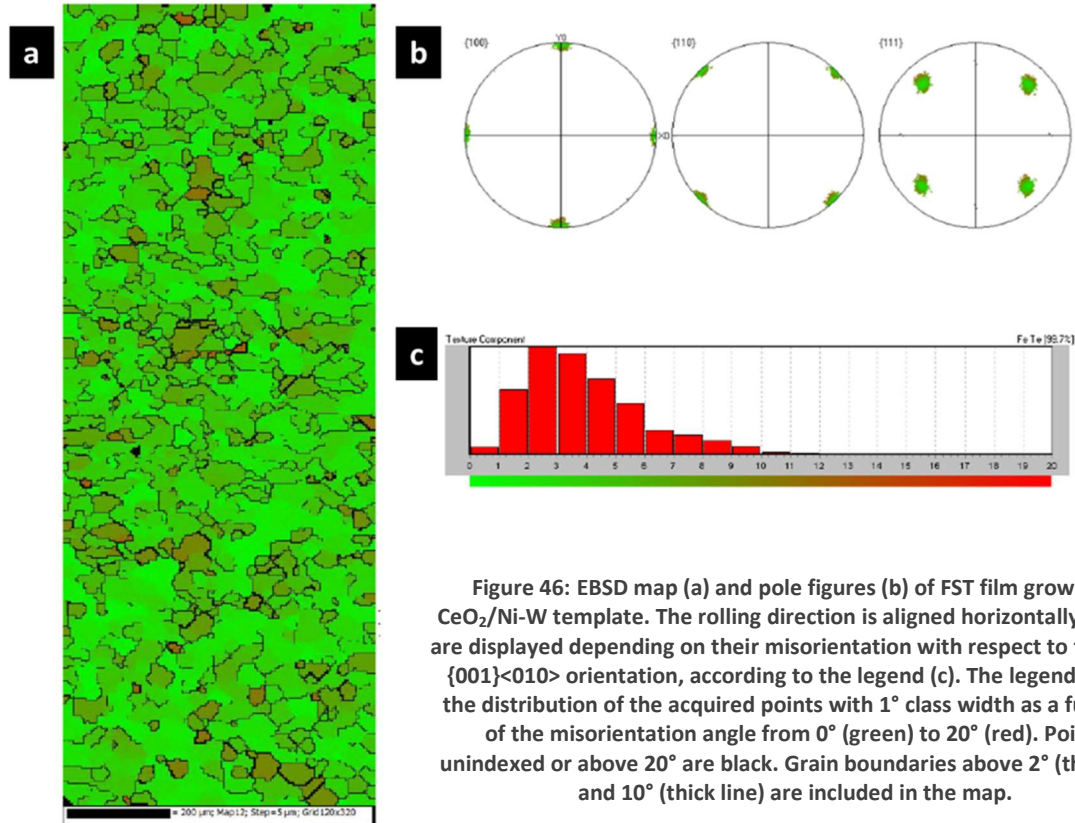 a
b
{100}
Y0
{110}
{111}
X0
c
Texture Component
Fe Te [99.7%]
0 1 2 3 4 5 6 7 8 9 10 11 12 13 14 15 16 17 18 19 20
= 200 µm; Map12; Step=5 µm; Grid120x320
Figure 46: EBSD map (a) and pole figures (b) of FST film grow
CeO₂/Ni-W template. The rolling direction is aligned horizontally
are displayed depending on their misorientation with respect to
{001}<010> orientation, according to the legend (c). The legend
the distribution of the acquired points with 1° class width as a
of the misorientation angle from 0° (green) to 20° (red).
unindexed or above 20° are black. Grain boundaries above 2°
and 10° (thick line) are included in the map.